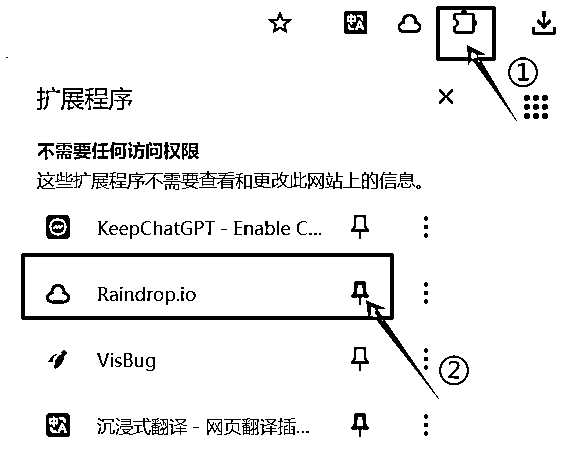 ①
扩展程序
不需要任何访问权限
这些扩展程序不需要查看和更改此网站上的信息。
KeepChatGPT - Enable C...
Raindrop.io
VisBug
②
沉浸式翻译 - 网页翻译插...